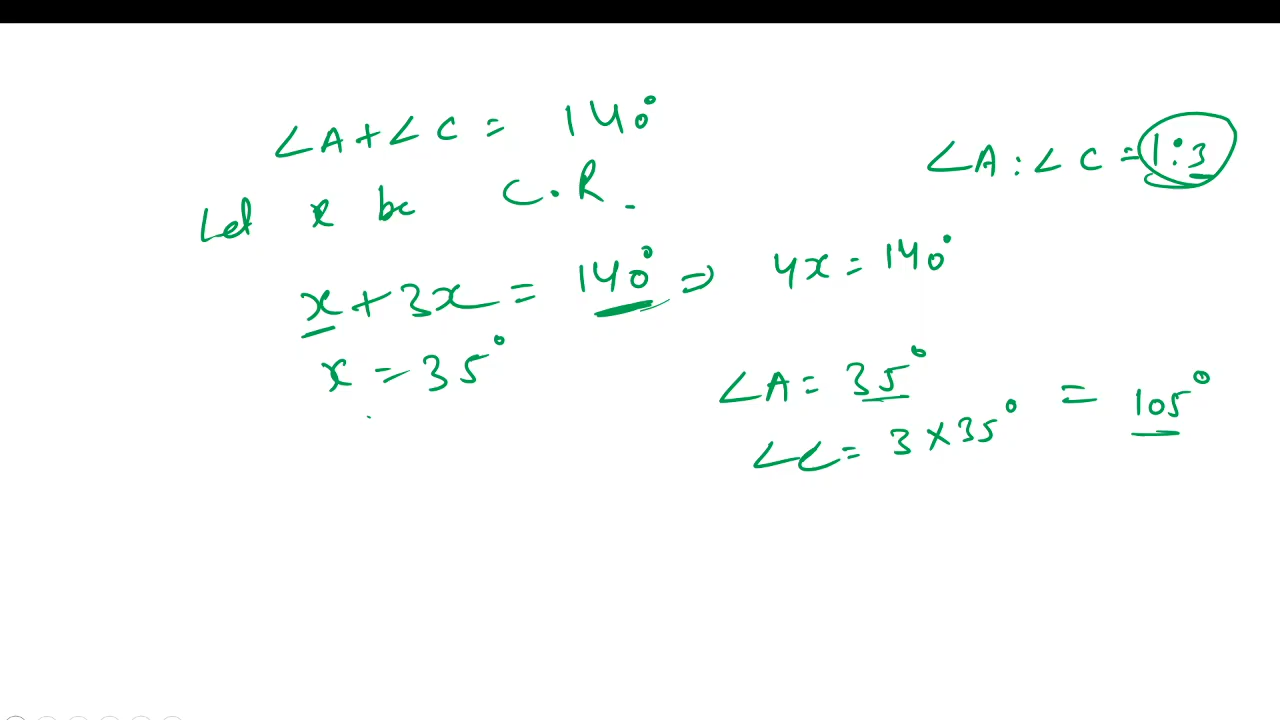 ∠A+∠C = 140°
∠A:∠C = 1:3
Let x be C.R.
x+3x = 140° ⇒ 4x = 140°
x = 35°
∠A = 35°
∠C = 3×35° = 105°